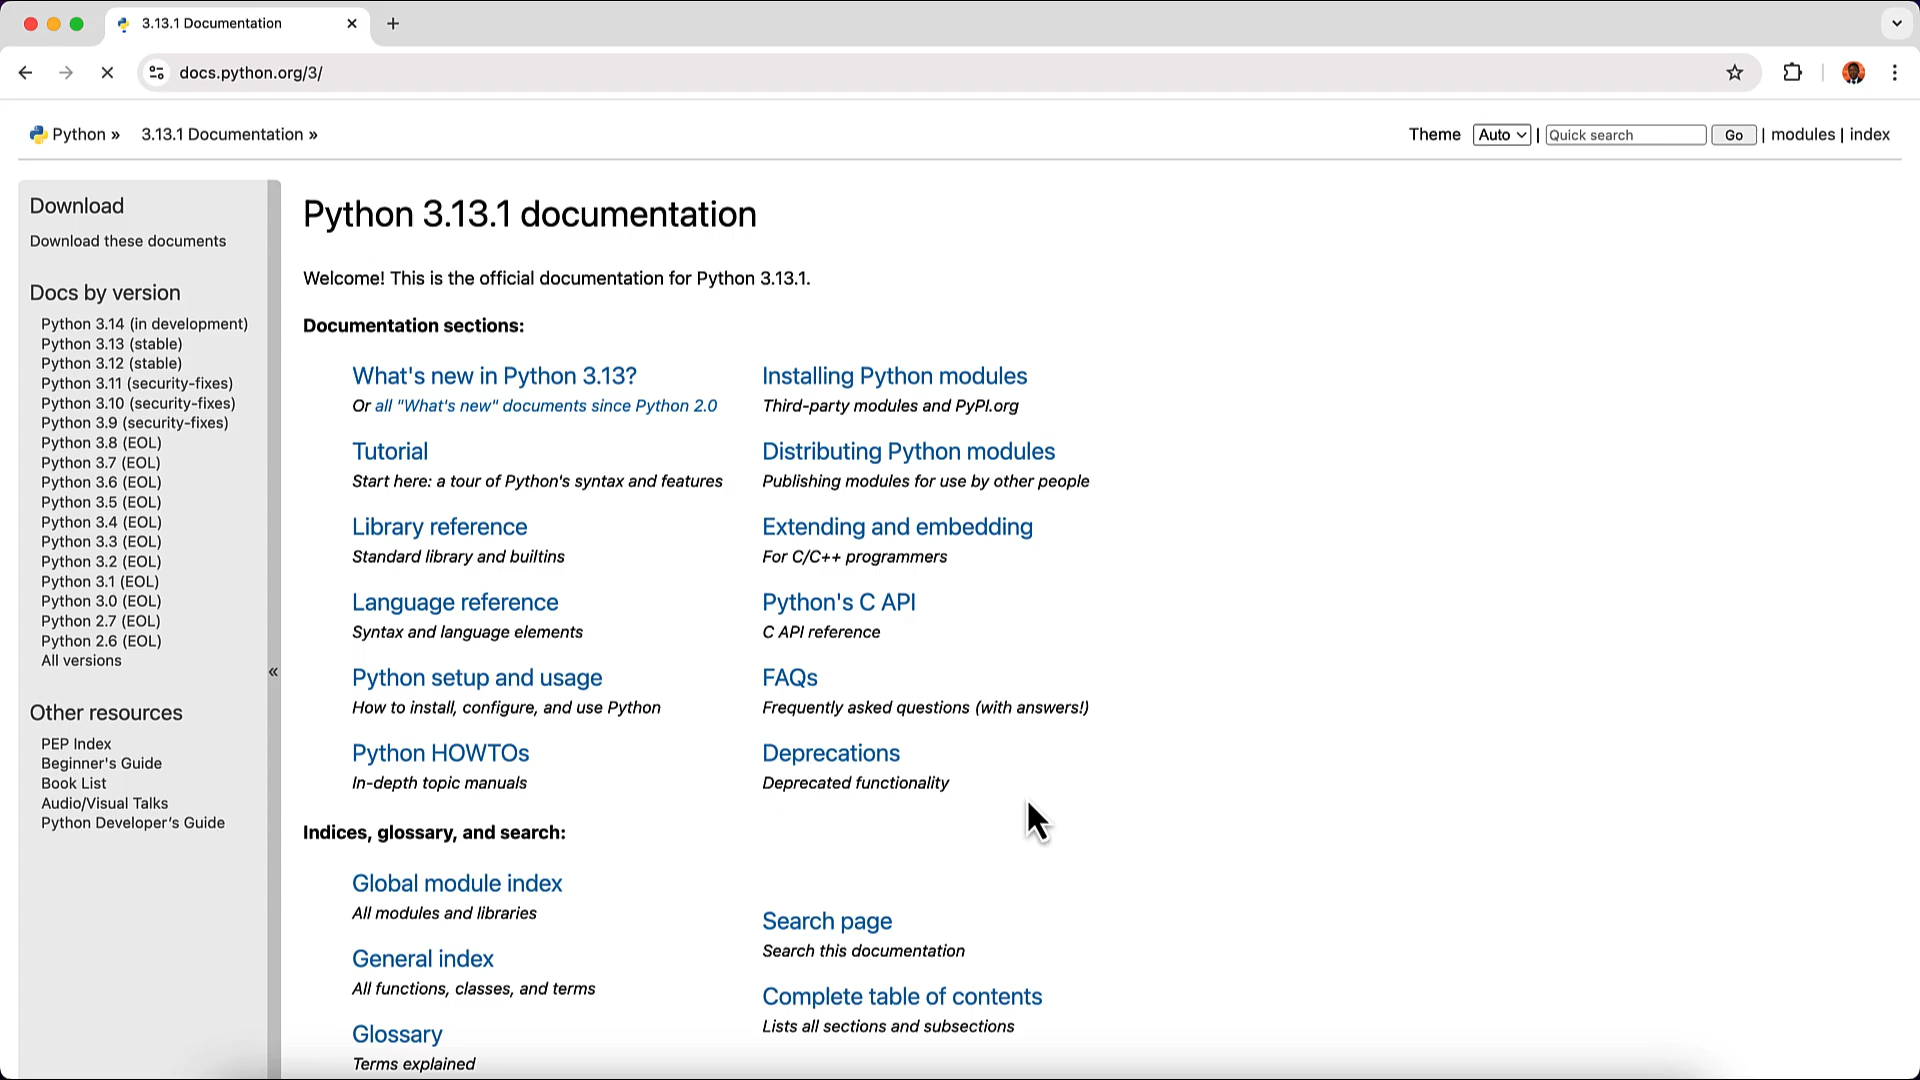 3.13.1 Documentation
docs.python.org/3/
Python » 3.13.1 Documentation »
Theme Auto | Quick search Go | modules | index
Download
Download these documents
Docs by version
Python 3.14 (in development)
Python 3.13 (stable)
Python 3.12 (stable)
Python 3.11 (security-fixes)
Python 3.10 (security-fixes)
Python 3.9 (security-fixes)
Python 3.8 (EOL)
Python 3.7 (EOL)
Python 3.6 (EOL)
Python 3.5 (EOL)
Python 3.4 (EOL)
Python 3.3 (EOL)
Python 3.2 (EOL)
Python 3.1 (EOL)
Python 3.0 (EOL)
Python 2.7 (EOL)
Python 2.6 (EOL)
All versions
Other resources
PEP Index
Beginner's Guide
Book List
Audio/Visual Talks
Python Developer’s Guide
«
Python 3.13.1 documentation
Welcome! This is the official documentation for Python 3.13.1.
Documentation sections:
What's new in Python 3.13?
Or all "What's new" documents since Python 2.0
Tutorial
Start here: a tour of Python's syntax and features
Library reference
Standard library and builtins
Language reference
Syntax and language elements
Python setup and usage
How to install, configure, and use Python
Python HOWTOs
In-depth topic manuals
Installing Python modules
Third-party modules and PyPI.org
Distributing Python modules
Publishing modules for use by other people
Extending and embedding
For C/C++ programmers
Python's C API
C API reference
FAQs
Frequently asked questions (with answers!)
Deprecations
Deprecated functionality
Indices, glossary, and search:
Global module index
All modules and libraries
General index
All functions, classes, and terms
Glossary
Terms explained
Search page
Search this documentation
Complete table of contents
Lists all sections and subsections